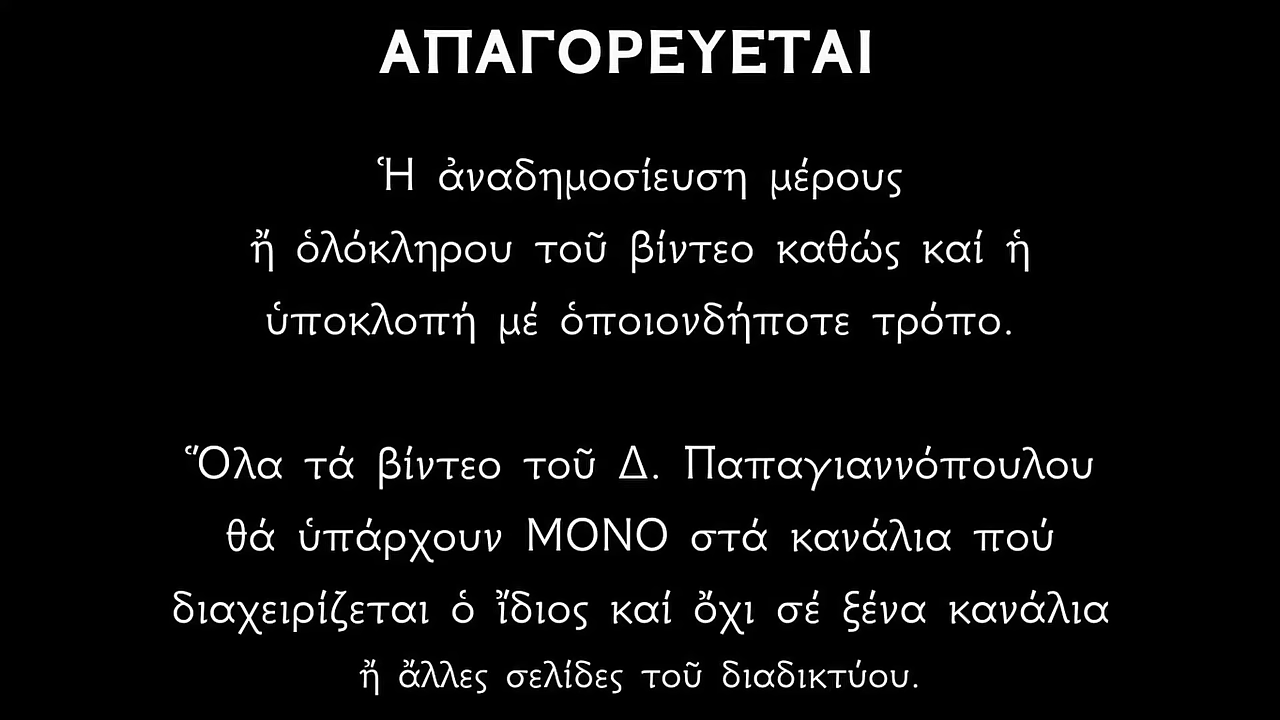 ΑΠΑΓΟΡΕΥΕΤΑΙ
Ἡ ἀναδημοσίευση μέρους
ἤ ὁλόκληρου τοῦ βίντεο καθώς καί ἡ
ὑποκλοπή μέ ὁποιονδήποτε τρόπο.
Ὅλα τά βίντεο τοῦ Δ. Παπαγιαννόπουλου
θά ὑπάρχουν ΜΟΝΟ στά κανάλια πού
διαχειρίζεται ὁ ἴδιος καί ὄχι σέ ξένα κανάλια
ἤ ἄλλες σελίδες τοῦ διαδικτύου.